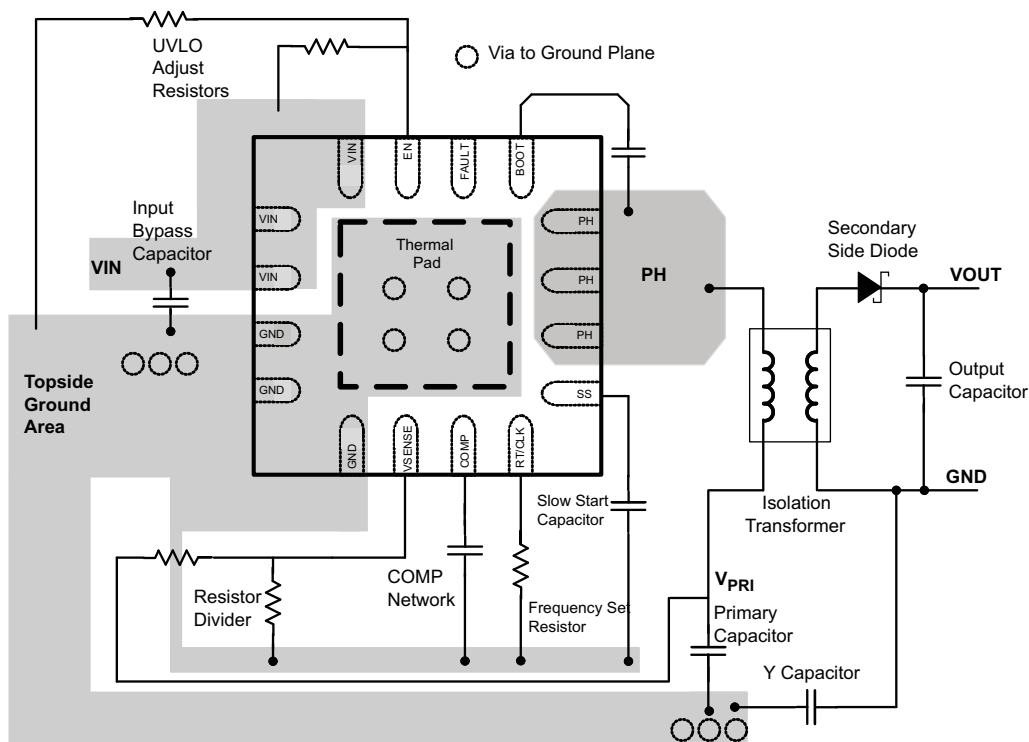 UVLO
Adjust
Resistors
Via to Ground Plane
VIN
EN
FAULT
BOOT
Input
Bypass
Capacitor
VIN
VIN
VIN
GND
GND
Thermal
Pad
PH
PH
PH
PH
SS
Secondary
Side Diode
VOUT
Output
Capacitor
GND
Isolation
Transformer
Topside
Ground
Area
GND
VSENSE
COMP
RT/CLK
Slow Start
Capacitor
Resistor
Divider
COMP
Network
Frequency Set
Resistor
VPRI
Primary
Capacitor
Y Capacitor